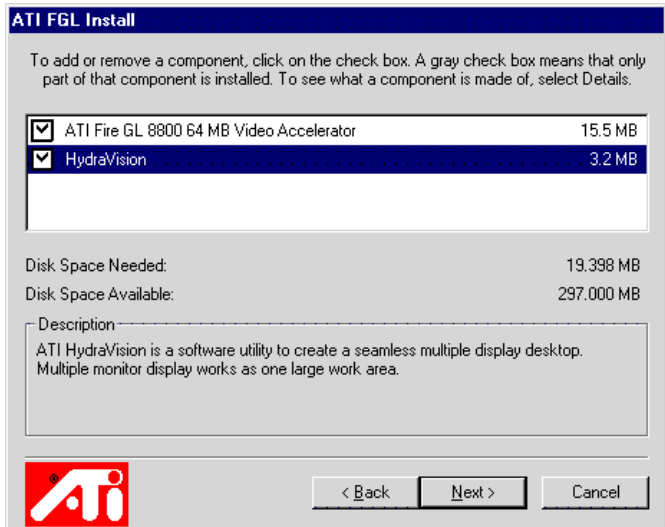 ATI FGL Install
To add or remove a component, click on the check box. A gray check box means that only
part of that component is installed. To see what a component is made of, select Details.
ATI Fire GL 8800 64 MB Video Accelerator 15.5 MB
HydraVision 3.2 MB
Disk Space Needed: 19.398 MB
Disk Space Available: 297.000 MB
Description
ATI HydraVision is a software utility to create a seamless multiple display desktop.
Multiple monitor display works as one large work area.
® ATi
< Back Next > Cancel